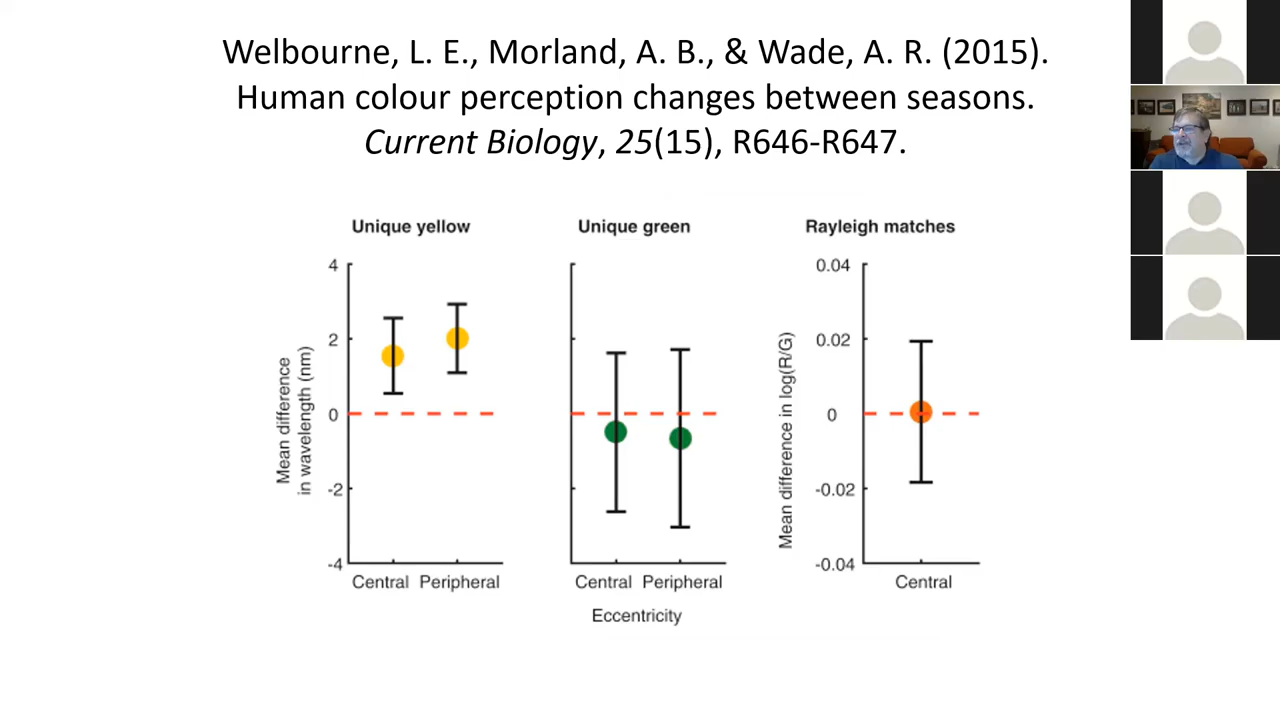 Welbourne, L. E., Morland, A. B., & Wade, A. R. (2015).
Human colour perception changes between seasons.
Current Biology, 25(15), R646-R647.
Unique yellow
Unique green
Rayleigh matches
Mean difference
in wavelength (nm)
4
2
0
-2
-4
Central
Peripheral
Central
Peripheral
Eccentricity
Mean difference in log(R/G)
0.04
0.02
0
-0.02
-0.04
Central